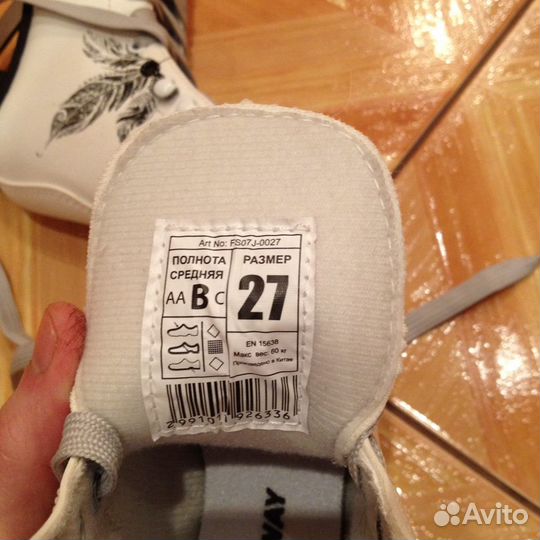 Art No: FS07J-0027
ПОЛНОТА
СРЕДНЯЯ
AA B C
РАЗМЕР
27
EN 15638
Макс вес: 60 кг
Произведено в Китае
2991011926336
WAY
Avito